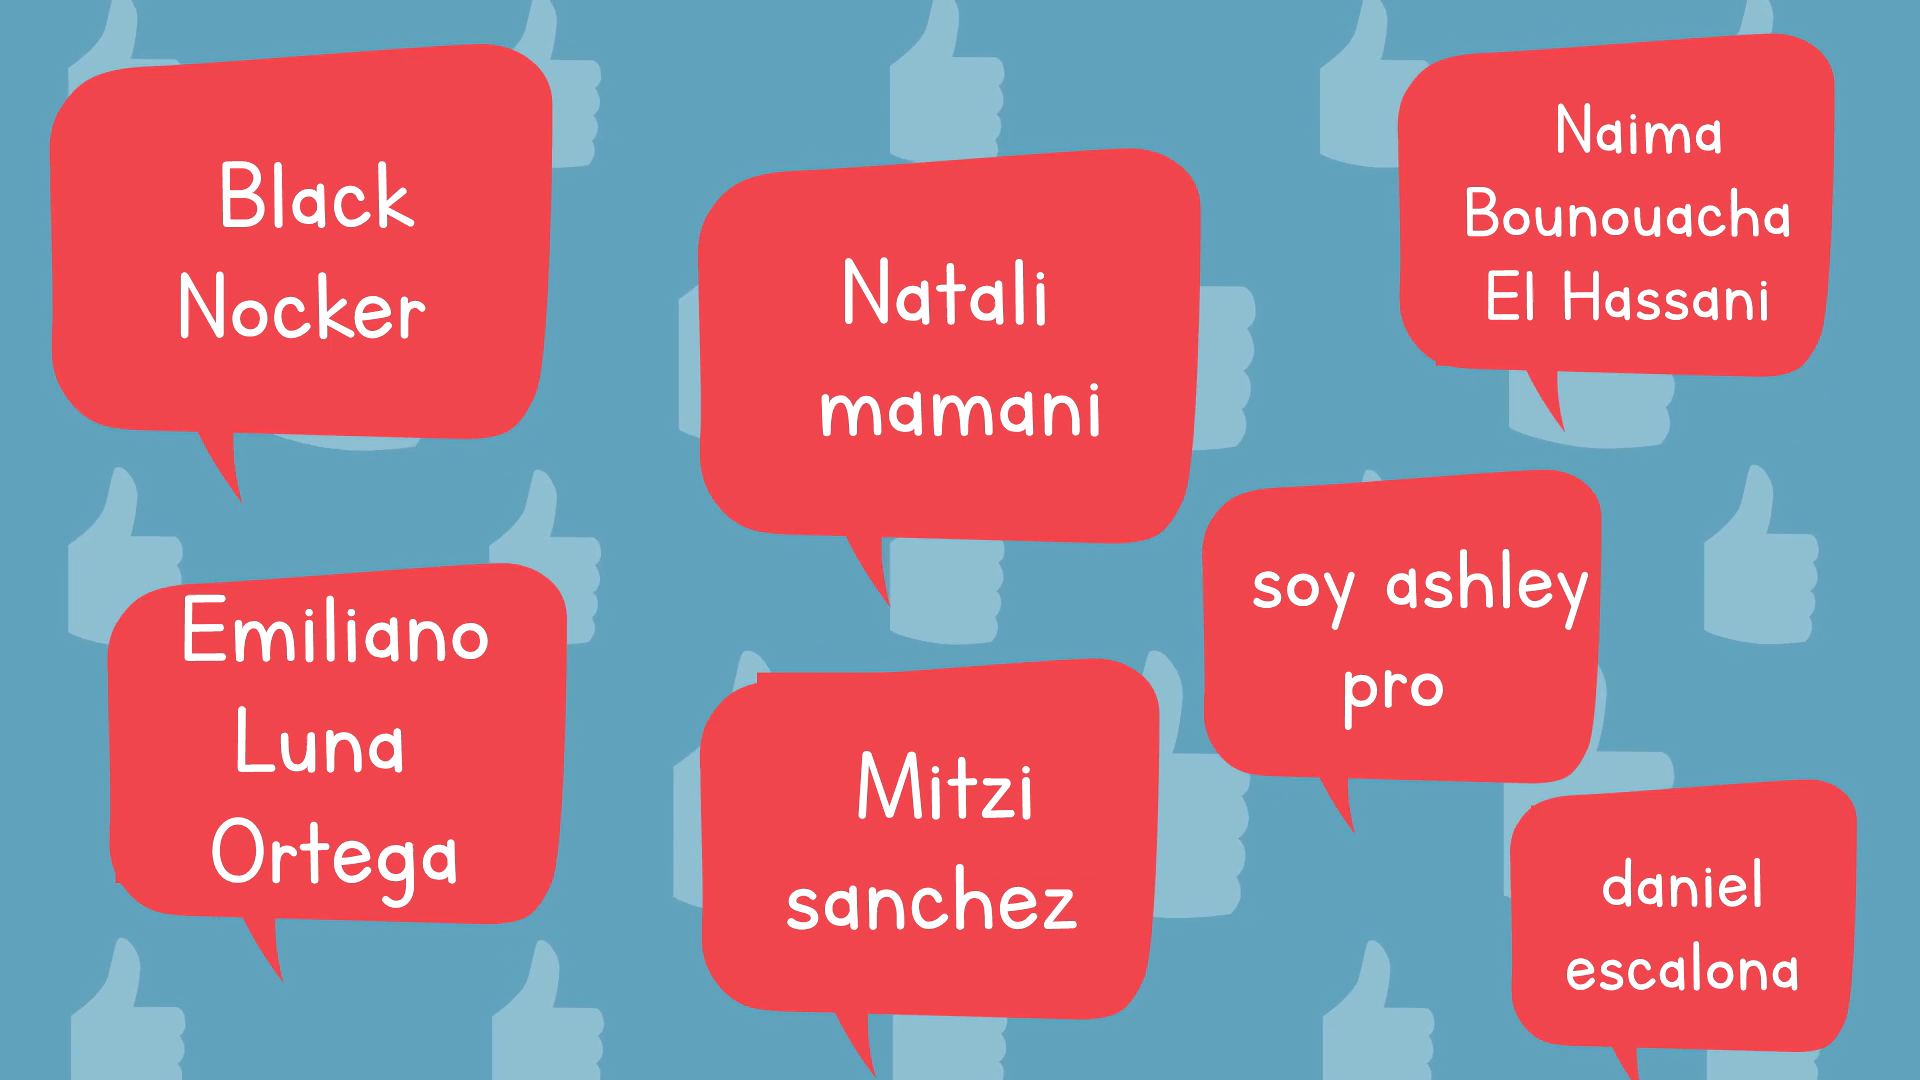 Black
Nocker
Natali
mamani
Naima
Bounouacha
El Hassani
Emiliano
Luna
Ortega
Mitzi
sanchez
soy ashley
pro
daniel
escalona